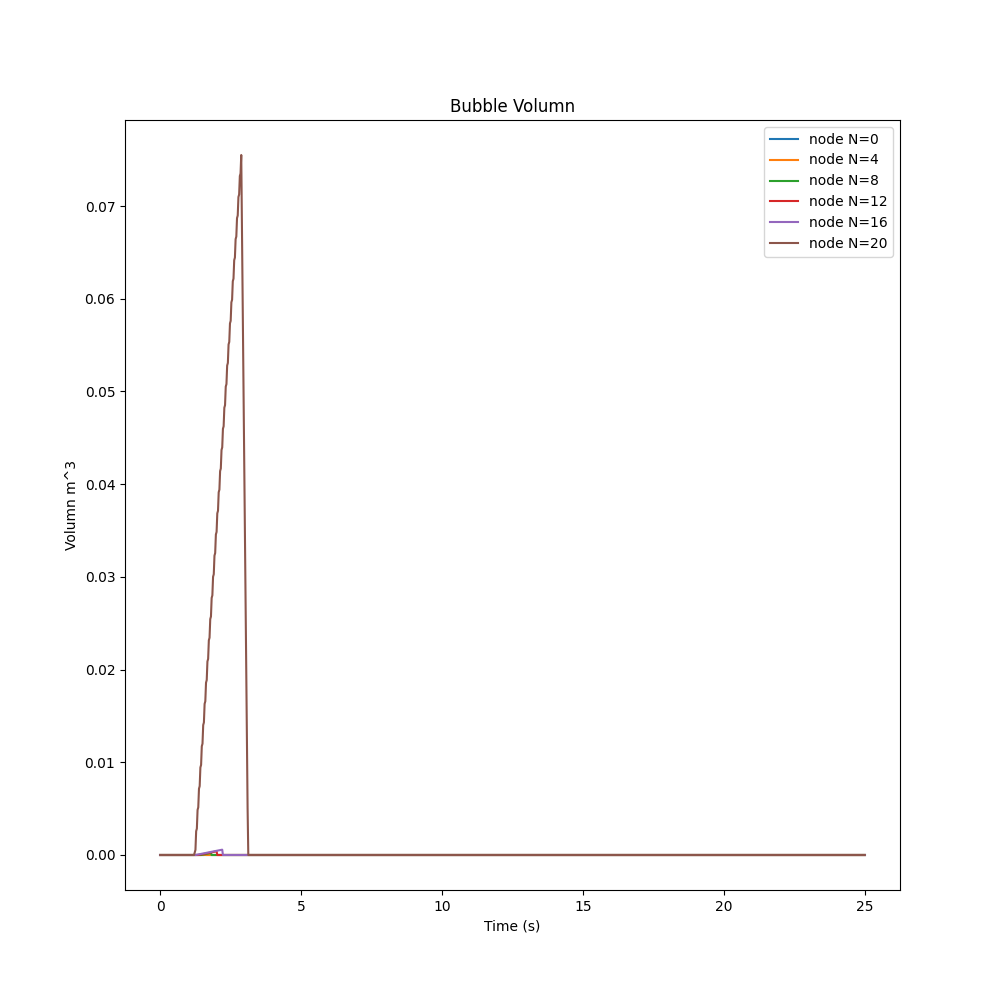 Bubble Volumn
node N=0
node N=4
node N=8
node N=12
node N=16
node N=20
0.07
0.06
0.05
0.04
0.03
0.02
0.01
0.00
Volumn m^3
0 5 10 15 20 25
Time (s)